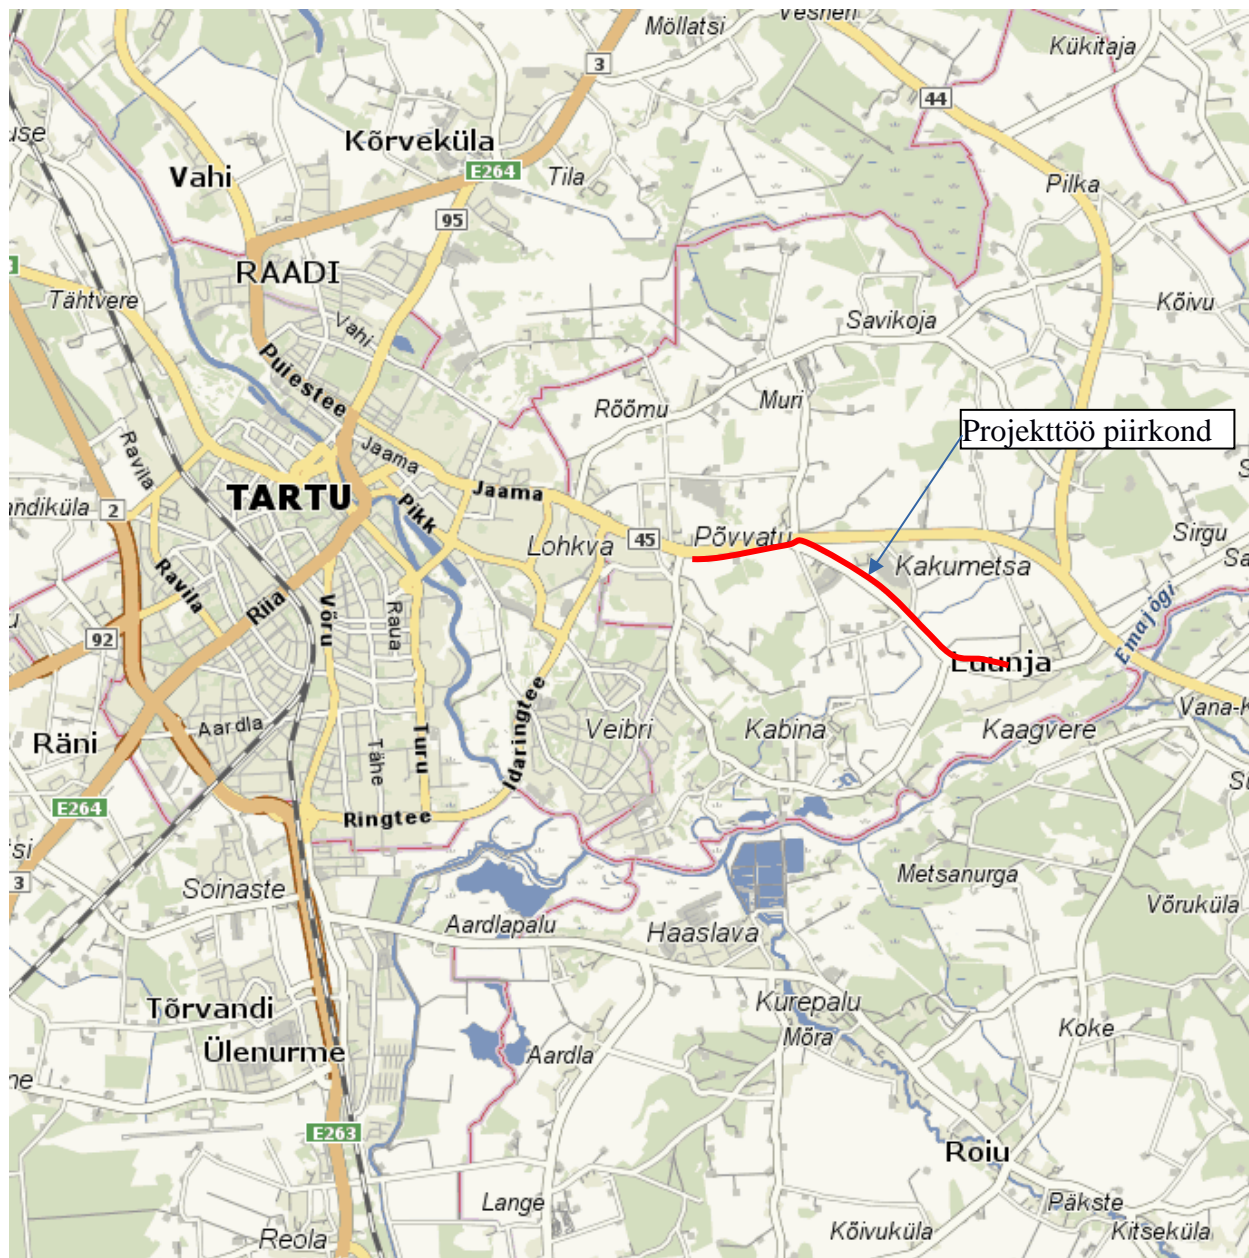 Möllatsi
Kükitaja
3
44
Kõrveküla
E264
Tila
Vahi
Pilka
95
RAADI
Tähtvere
Vahi
Kõivu
Savikoja
Puiestee
Muri
Rõõmu
Projekttöö piirkond
Ravila
Jaama
TARTU
Jaama
Pikk
2
Põvvatu
45
Lohkva
Sirgu
Kakumetsa
Ravila
Riia
Võru
Raua
92
Emajõgi
Luunja
Aardla
Räni
Veibri
Kabina
Kaagvere
Tähe
Turu
Idaringtee
E264
Ringtee
3
Soinaste
Metsanurga
Võruküla
Aardlapalu
Haaslava
Tõrvandi
Kurepalu
Mõra
Koke
Ülenurme
Aardla
E263
Roiu
Lange
Päkste
Kõivuküla
Kitseküla
Reola